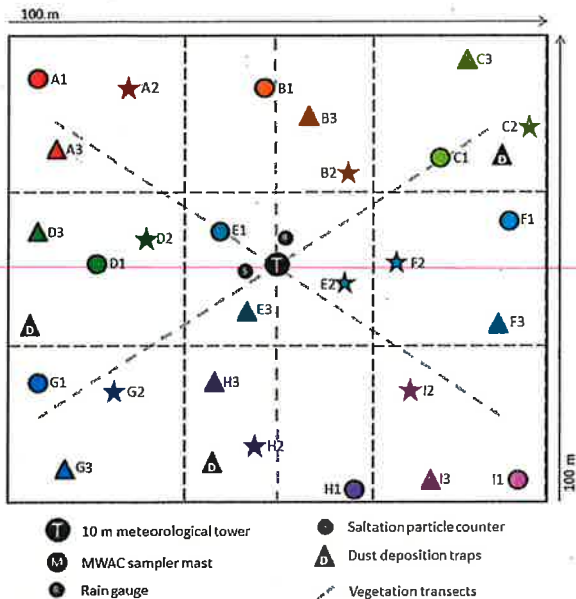 100 m
C3
A1
A2
B1
B3
C2
A3
B2
C1
D
F1
D3
D2
E1
R
D1
S
T
F2
E2
E3
F3
D
G1
G2
H3
I2
H2
G3
D
H1
I3
I1
100 m
T 10 m meteorological tower
Saltation particle counter
M MWAC sampler mast
D Dust deposition traps
R Rain gauge
Vegetation transects